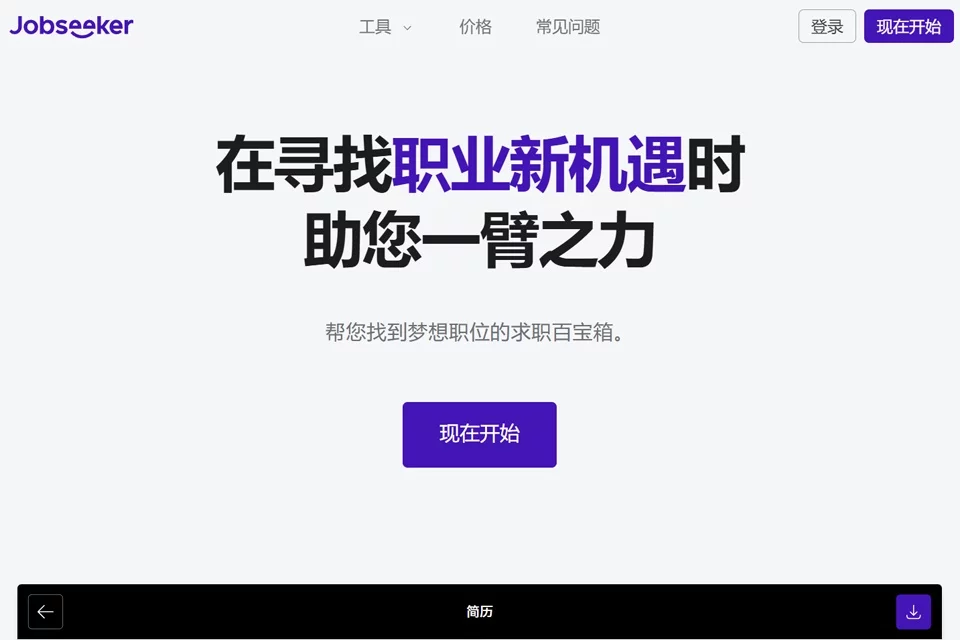 Jobseeker
工具
价格
常见问题
登录
现在开始
在寻找职业新机遇时
助您一臂之力
帮您找到梦想职位的求职百宝箱。
现在开始
简历